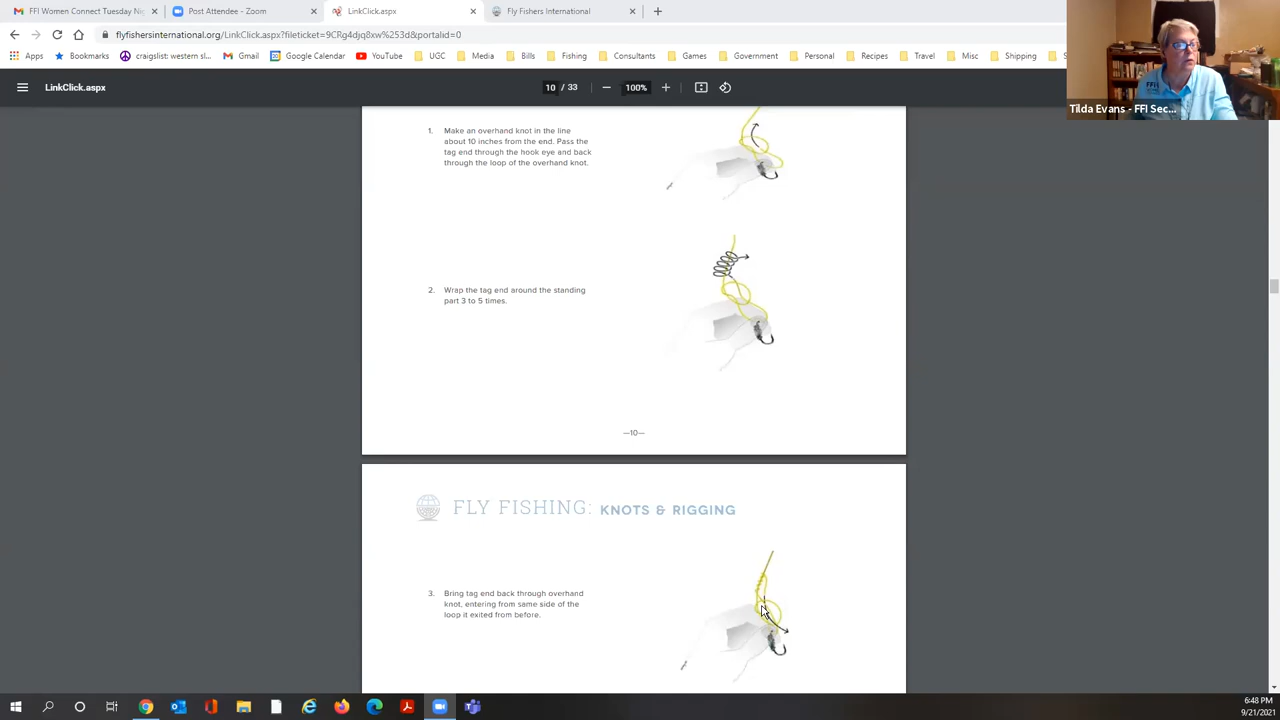 FFI Women Connect Tuesday Nig
Post Attendee - Zoom
LinkClick.aspx
Fly Fishers International
flyfishersinternational.org/LinkClick.aspx?fileticket=9CRg4djq8xw%253d&portalid=0
Apps
Bookmarks
craigslist: western sl
Gmail
Google Calendar
YouTube
UGC
Media
Bills
Fishing
Consultants
Games
Government
Personal
Recipes
Travel
Misc
Shipping
LinkClick.aspx
10 / 33
100%
Tilda Evans - FFI Sec...
1. Make an overhand knot in the line
about 10 inches from the end. Pass the
tag end through the hook eye and back
through the loop of the overhand knot.
2. Wrap the tag end around the standing
part 3 to 5 times.
—10—
FLY FISHING: KNOTS & RIGGING
3. Bring tag end back through overhand
knot, entering from same side of the
loop it exited from before.
6:48 PM
9/21/2021